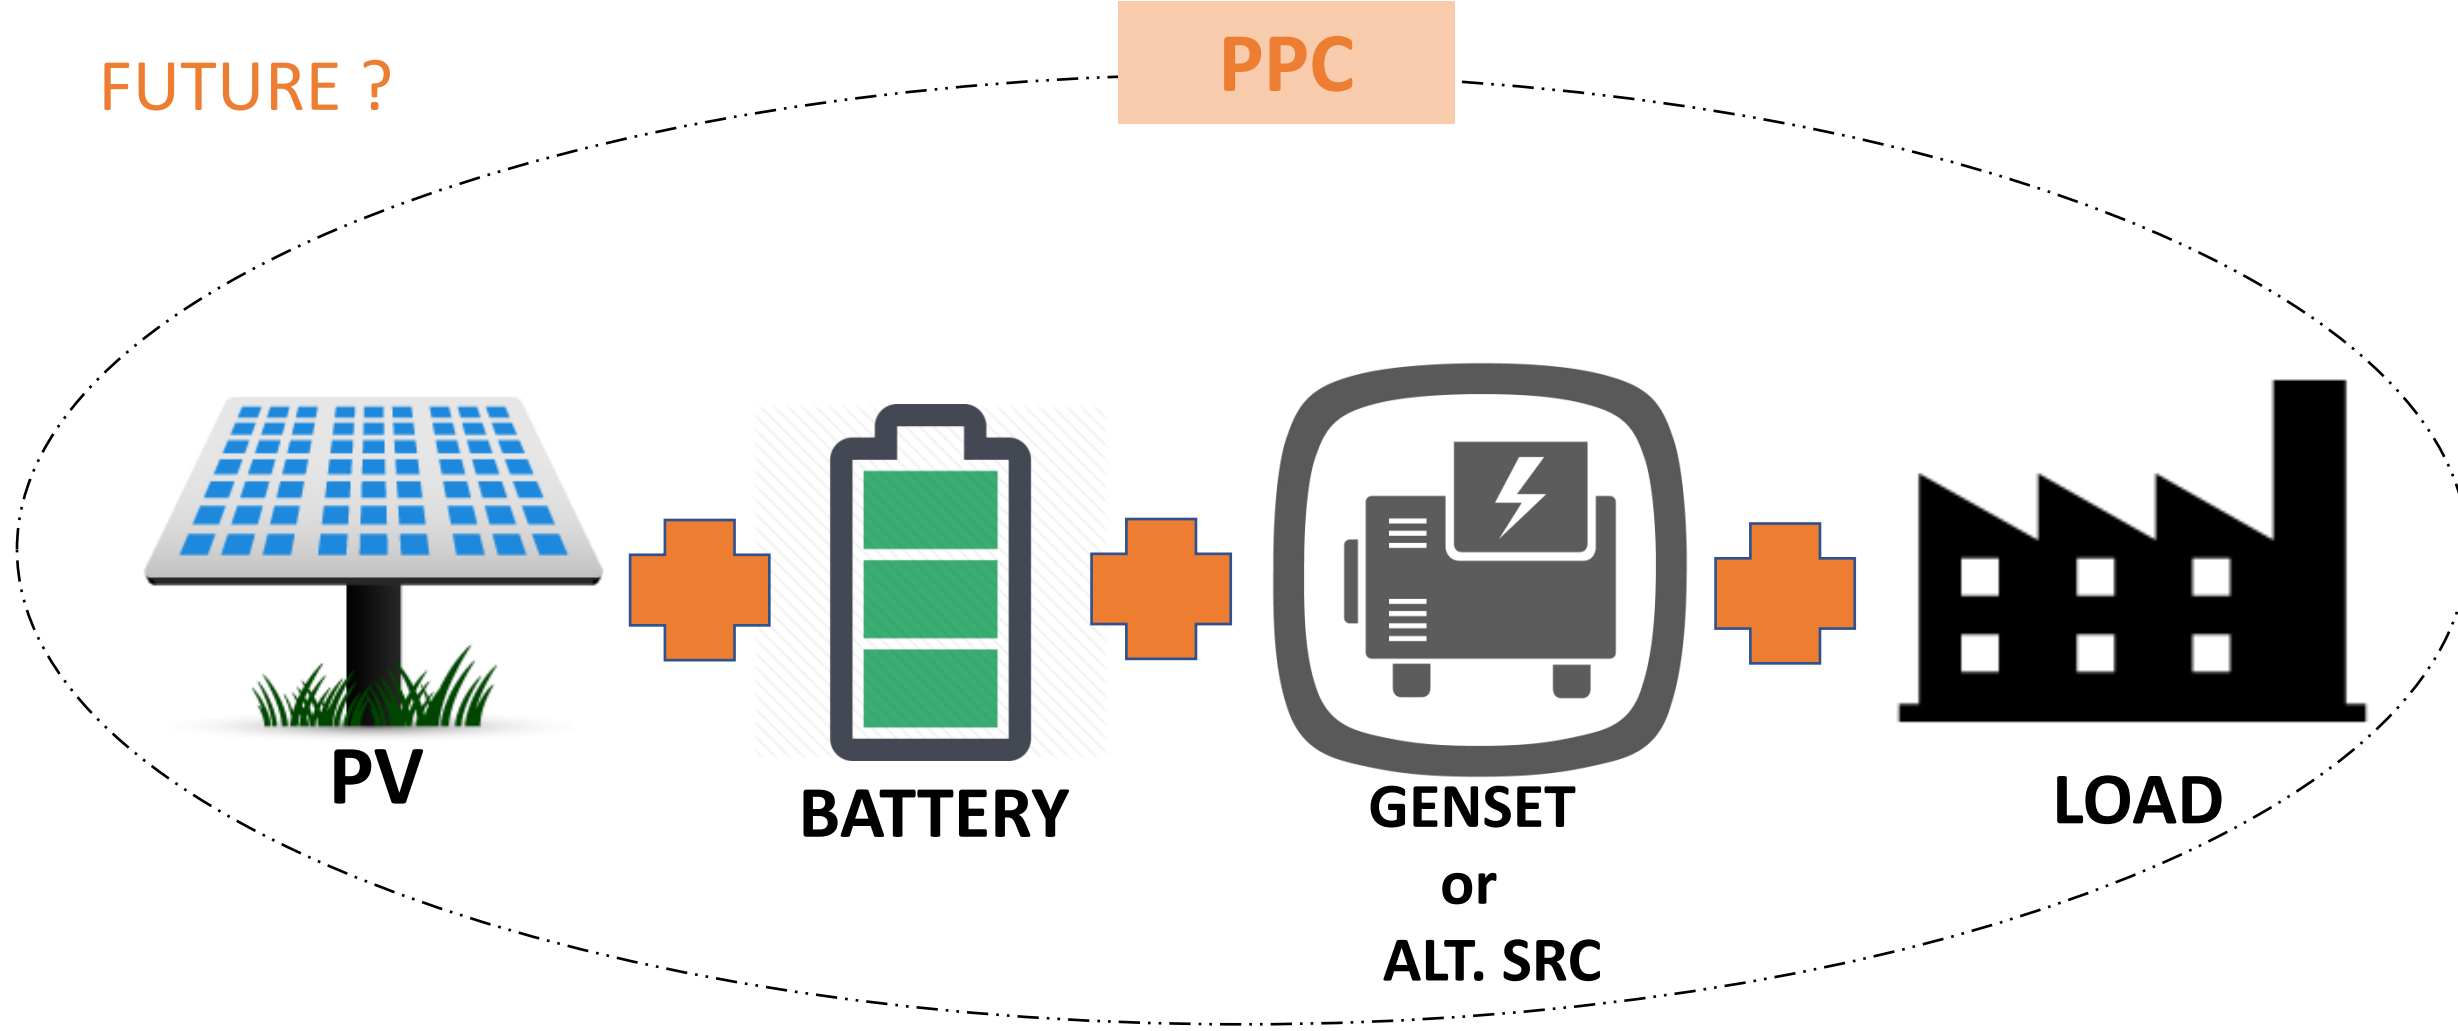 FUTURE ?
PPC
PV
BATTERY
GENSET
or
ALT. SRC
LOAD